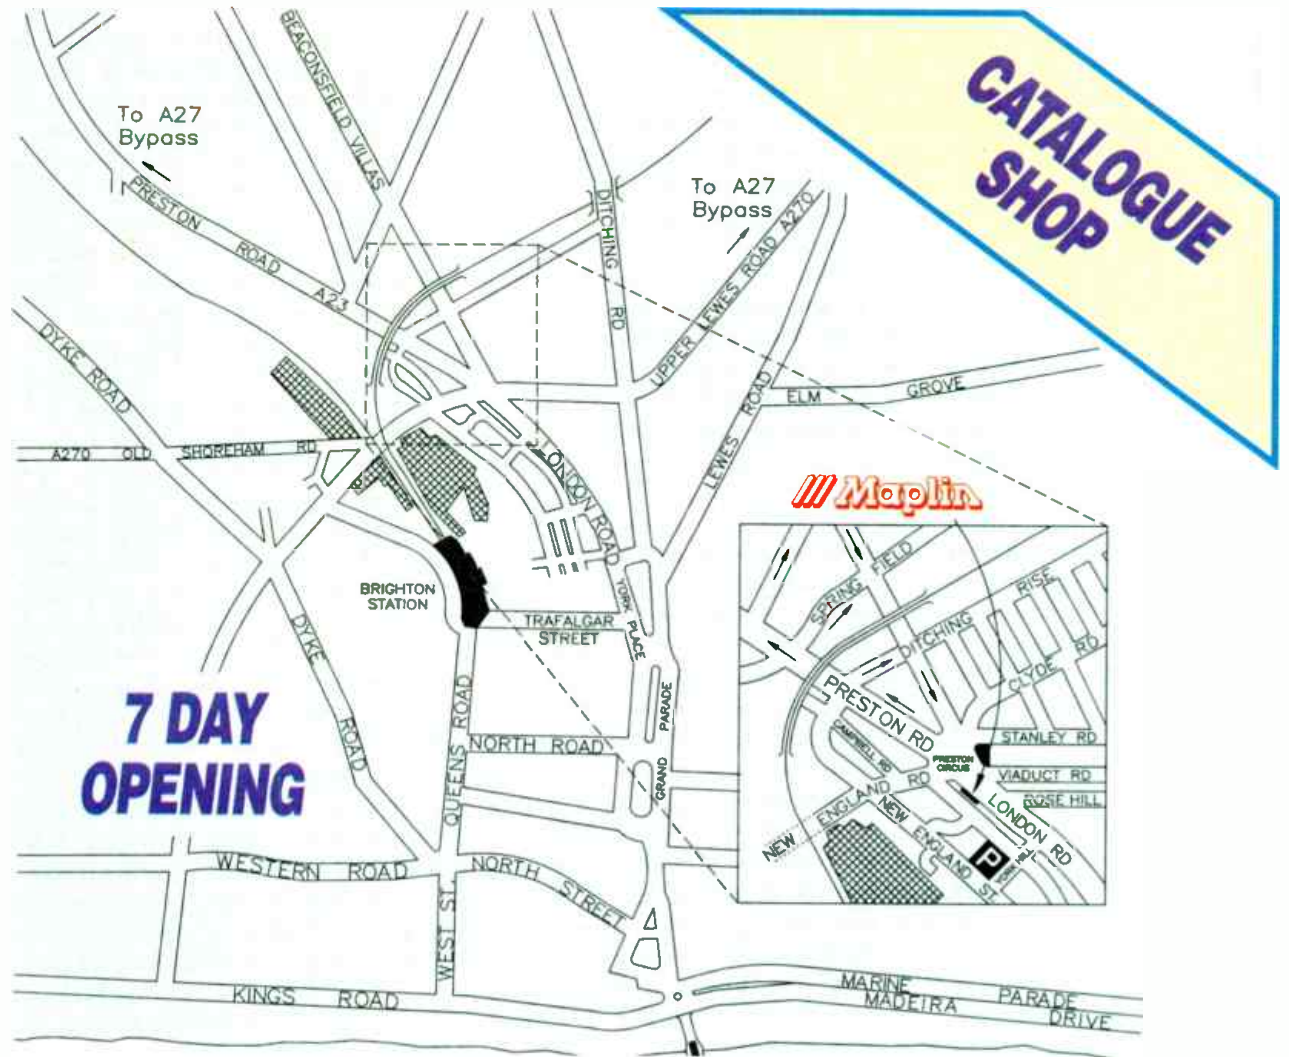 CATALOGUE
SHOP
BEACONSFIELD VILLAS
To A27
Bypass
PRESTON ROAD A23
DITCHING RD
To A27
Bypass
UPPER LEWES ROAD A270
DYKE ROAD
LEWES ROAD
ELM GROVE
A270 OLD SHOREHAM RD
LONDON ROAD
Maplin
BRIGHTON
STATION
YORK PLACE
TRAFALGAR
STREET
DYKE ROAD
7 DAY
OPENING
QUEENS ROAD
NORTH ROAD
GRAND PARADE
WESTERN ROAD
NORTH STREET
WEST ST
KINGS ROAD
MARINE PARADE
MADEIRA DRIVE
SPRING FIELD
DITCHING RISE
CLYDE RD
PRESTON RD
CAMPBELL RD
PRESTON
CIRCUS
STANLEY RD
VIADUCT RD
ROSE HILL
NEW ENGLAND RD
LONDON RD
NEW ENGLAND ST.
P
YORK HILL